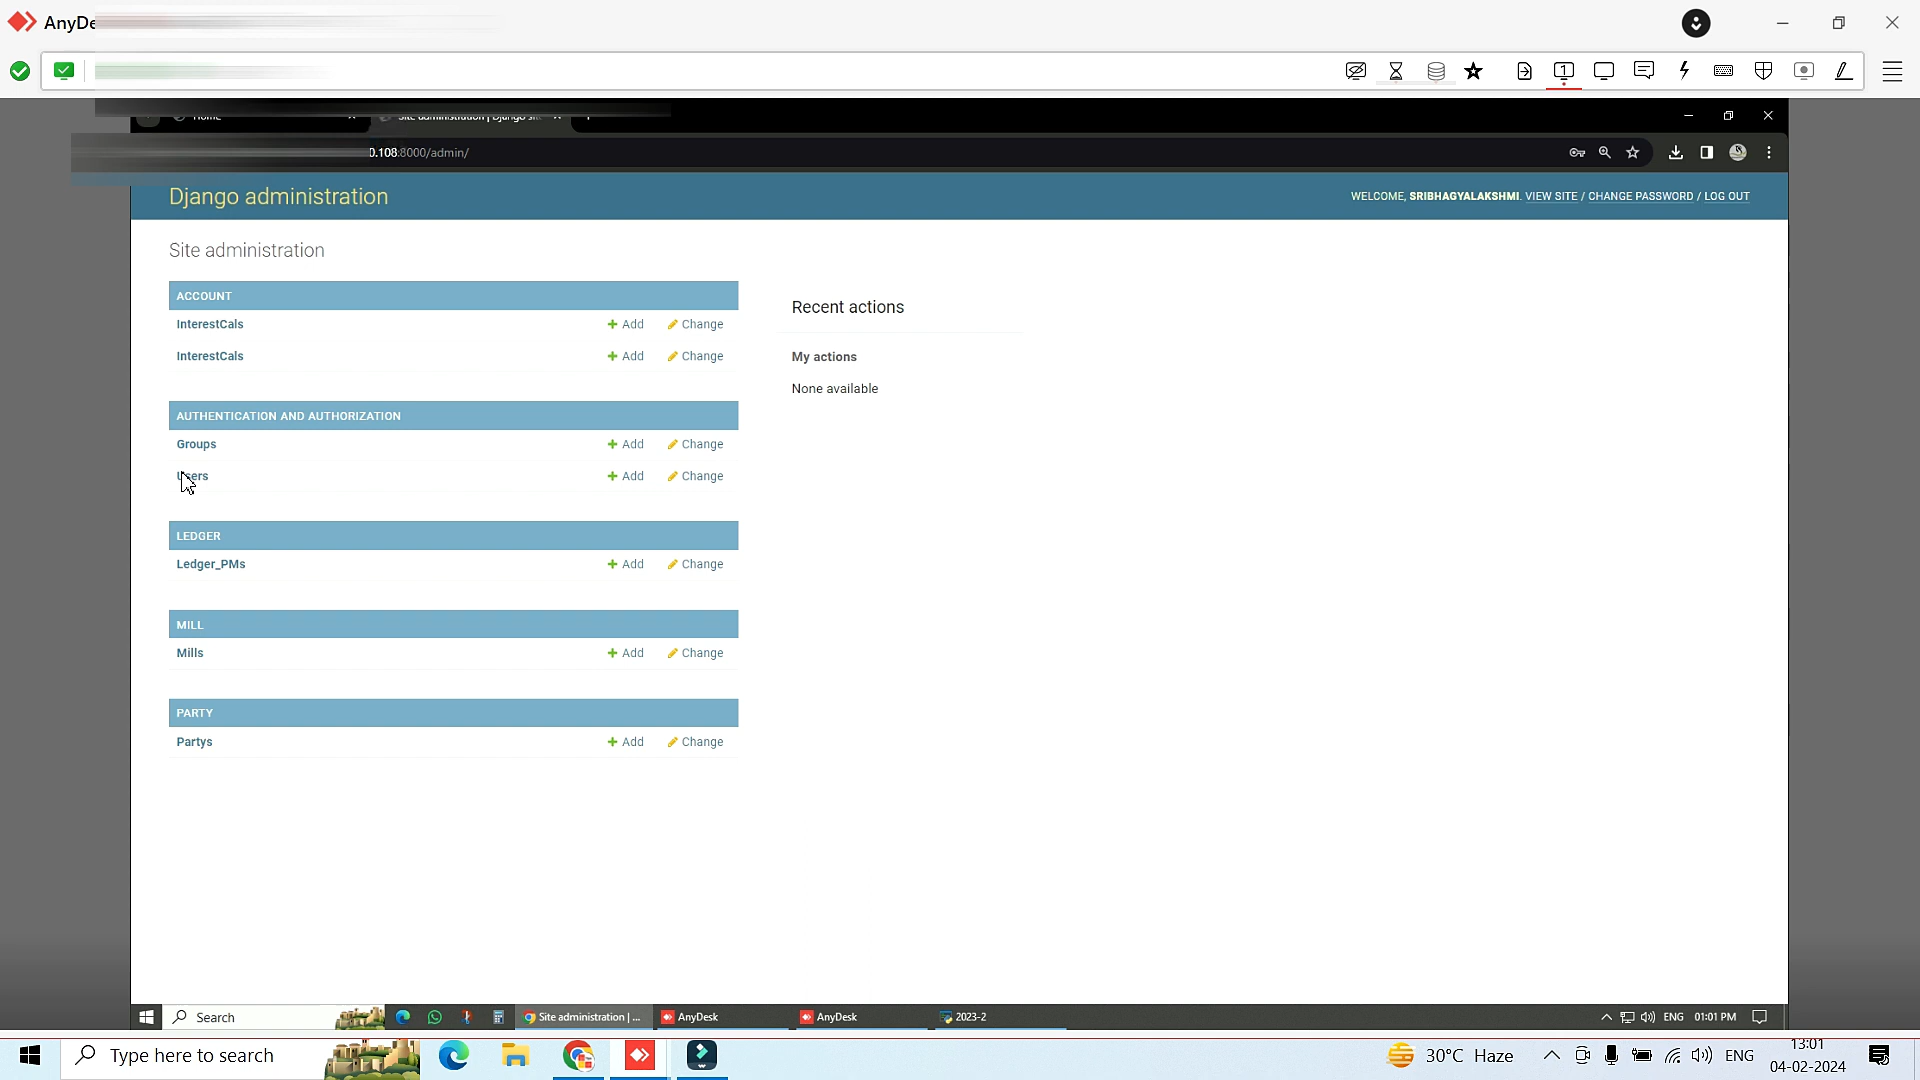 AnyDe
0.108:8000/admin/
Django administration
WELCOME, SRIBHAGYALAKSHMI. VIEW SITE / CHANGE PASSWORD / LOG OUT
Site administration
ACCOUNT
InterestCals Add Change
InterestCals Add Change
AUTHENTICATION AND AUTHORIZATION
Groups Add Change
Users Add Change
LEDGER
Ledger_PMs Add Change
MILL
Mills Add Change
PARTY
Partys Add Change
Recent actions
My actions
None available
Search Site administration | ... AnyDesk AnyDesk 2023-2 ENG 01:01 PM
Type here to search 30°C Haze ENG 13:01
04-02-2024